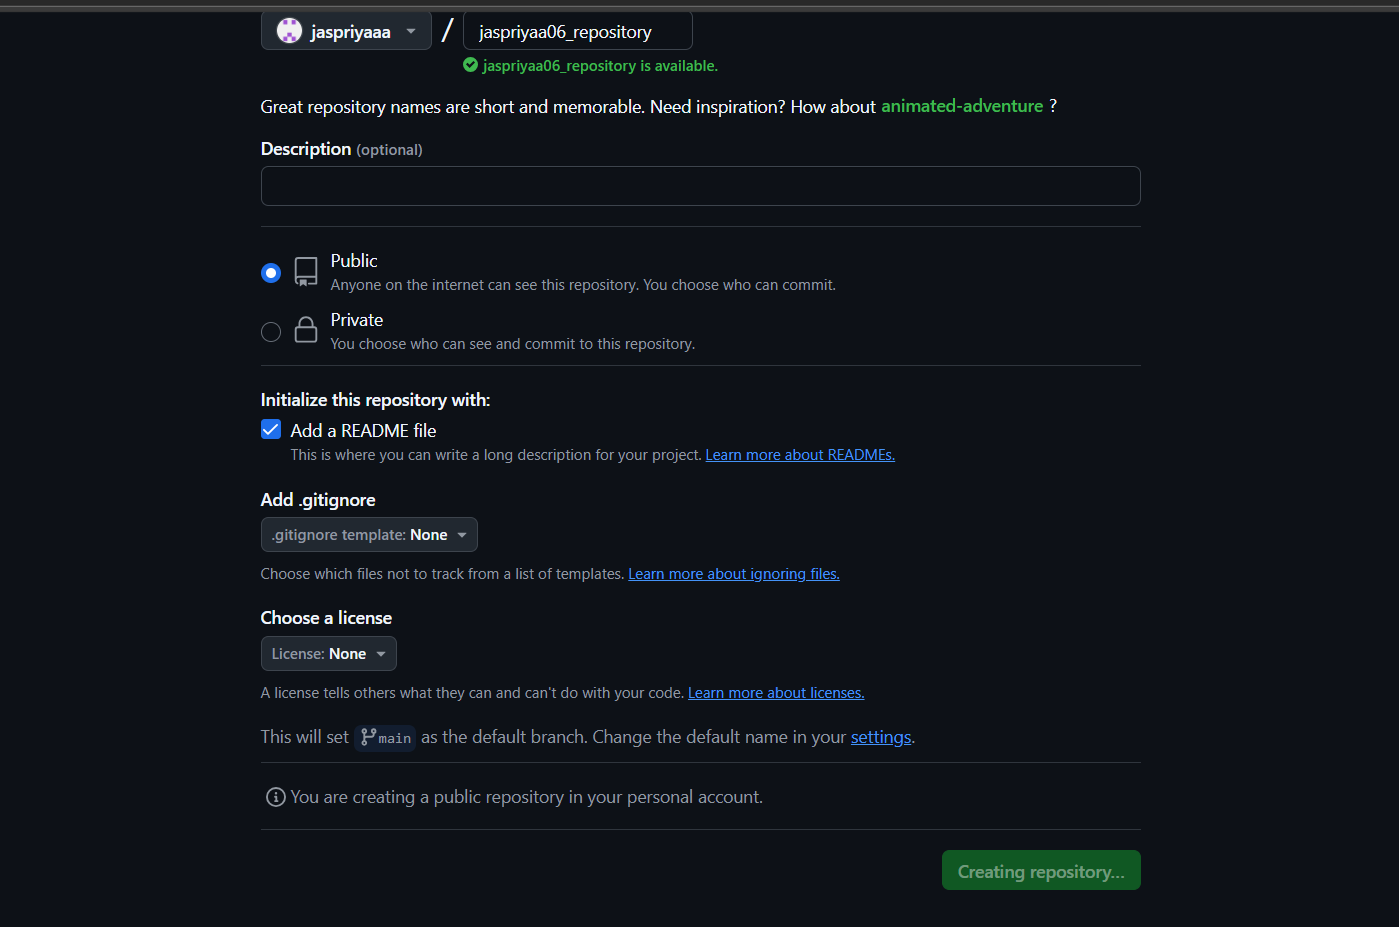 jaspriyaaa / jaspriyaa06_repository
jaspriyaa06_repository is available.
Great repository names are short and memorable. Need inspiration? How about animated-adventure ?
Description (optional)
Public
Anyone on the internet can see this repository. You choose who can commit.
Private
You choose who can see and commit to this repository.
Initialize this repository with:
Add a README file
This is where you can write a long description for your project. Learn more about READMEs.
Add .gitignore
.gitignore template: None
Choose which files not to track from a list of templates. Learn more about ignoring files.
Choose a license
License: None
A license tells others what they can and can't do with your code. Learn more about licenses.
This will set main as the default branch. Change the default name in your settings.
You are creating a public repository in your personal account.
Creating repository...